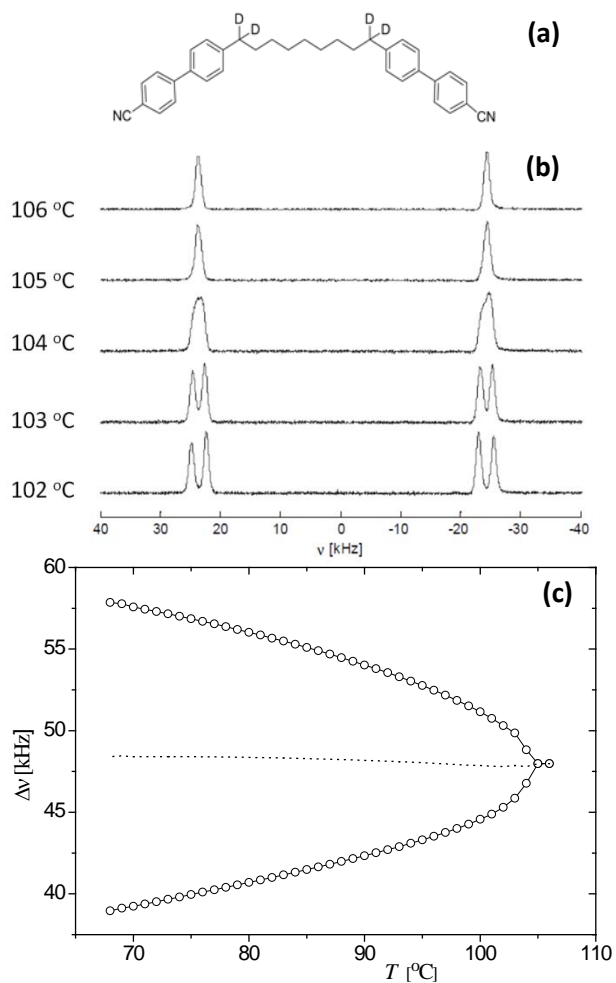 (a)
D D D D
NC CN
(b)
106 °C
105 °C
104 °C
103 °C
102 °C
40 30 20 10 0 -10 -20 -30 -40
ν [kHz]
(c)
60
55
50
45
40
Δν [kHz]
70 80 90 100 110
T [°C]